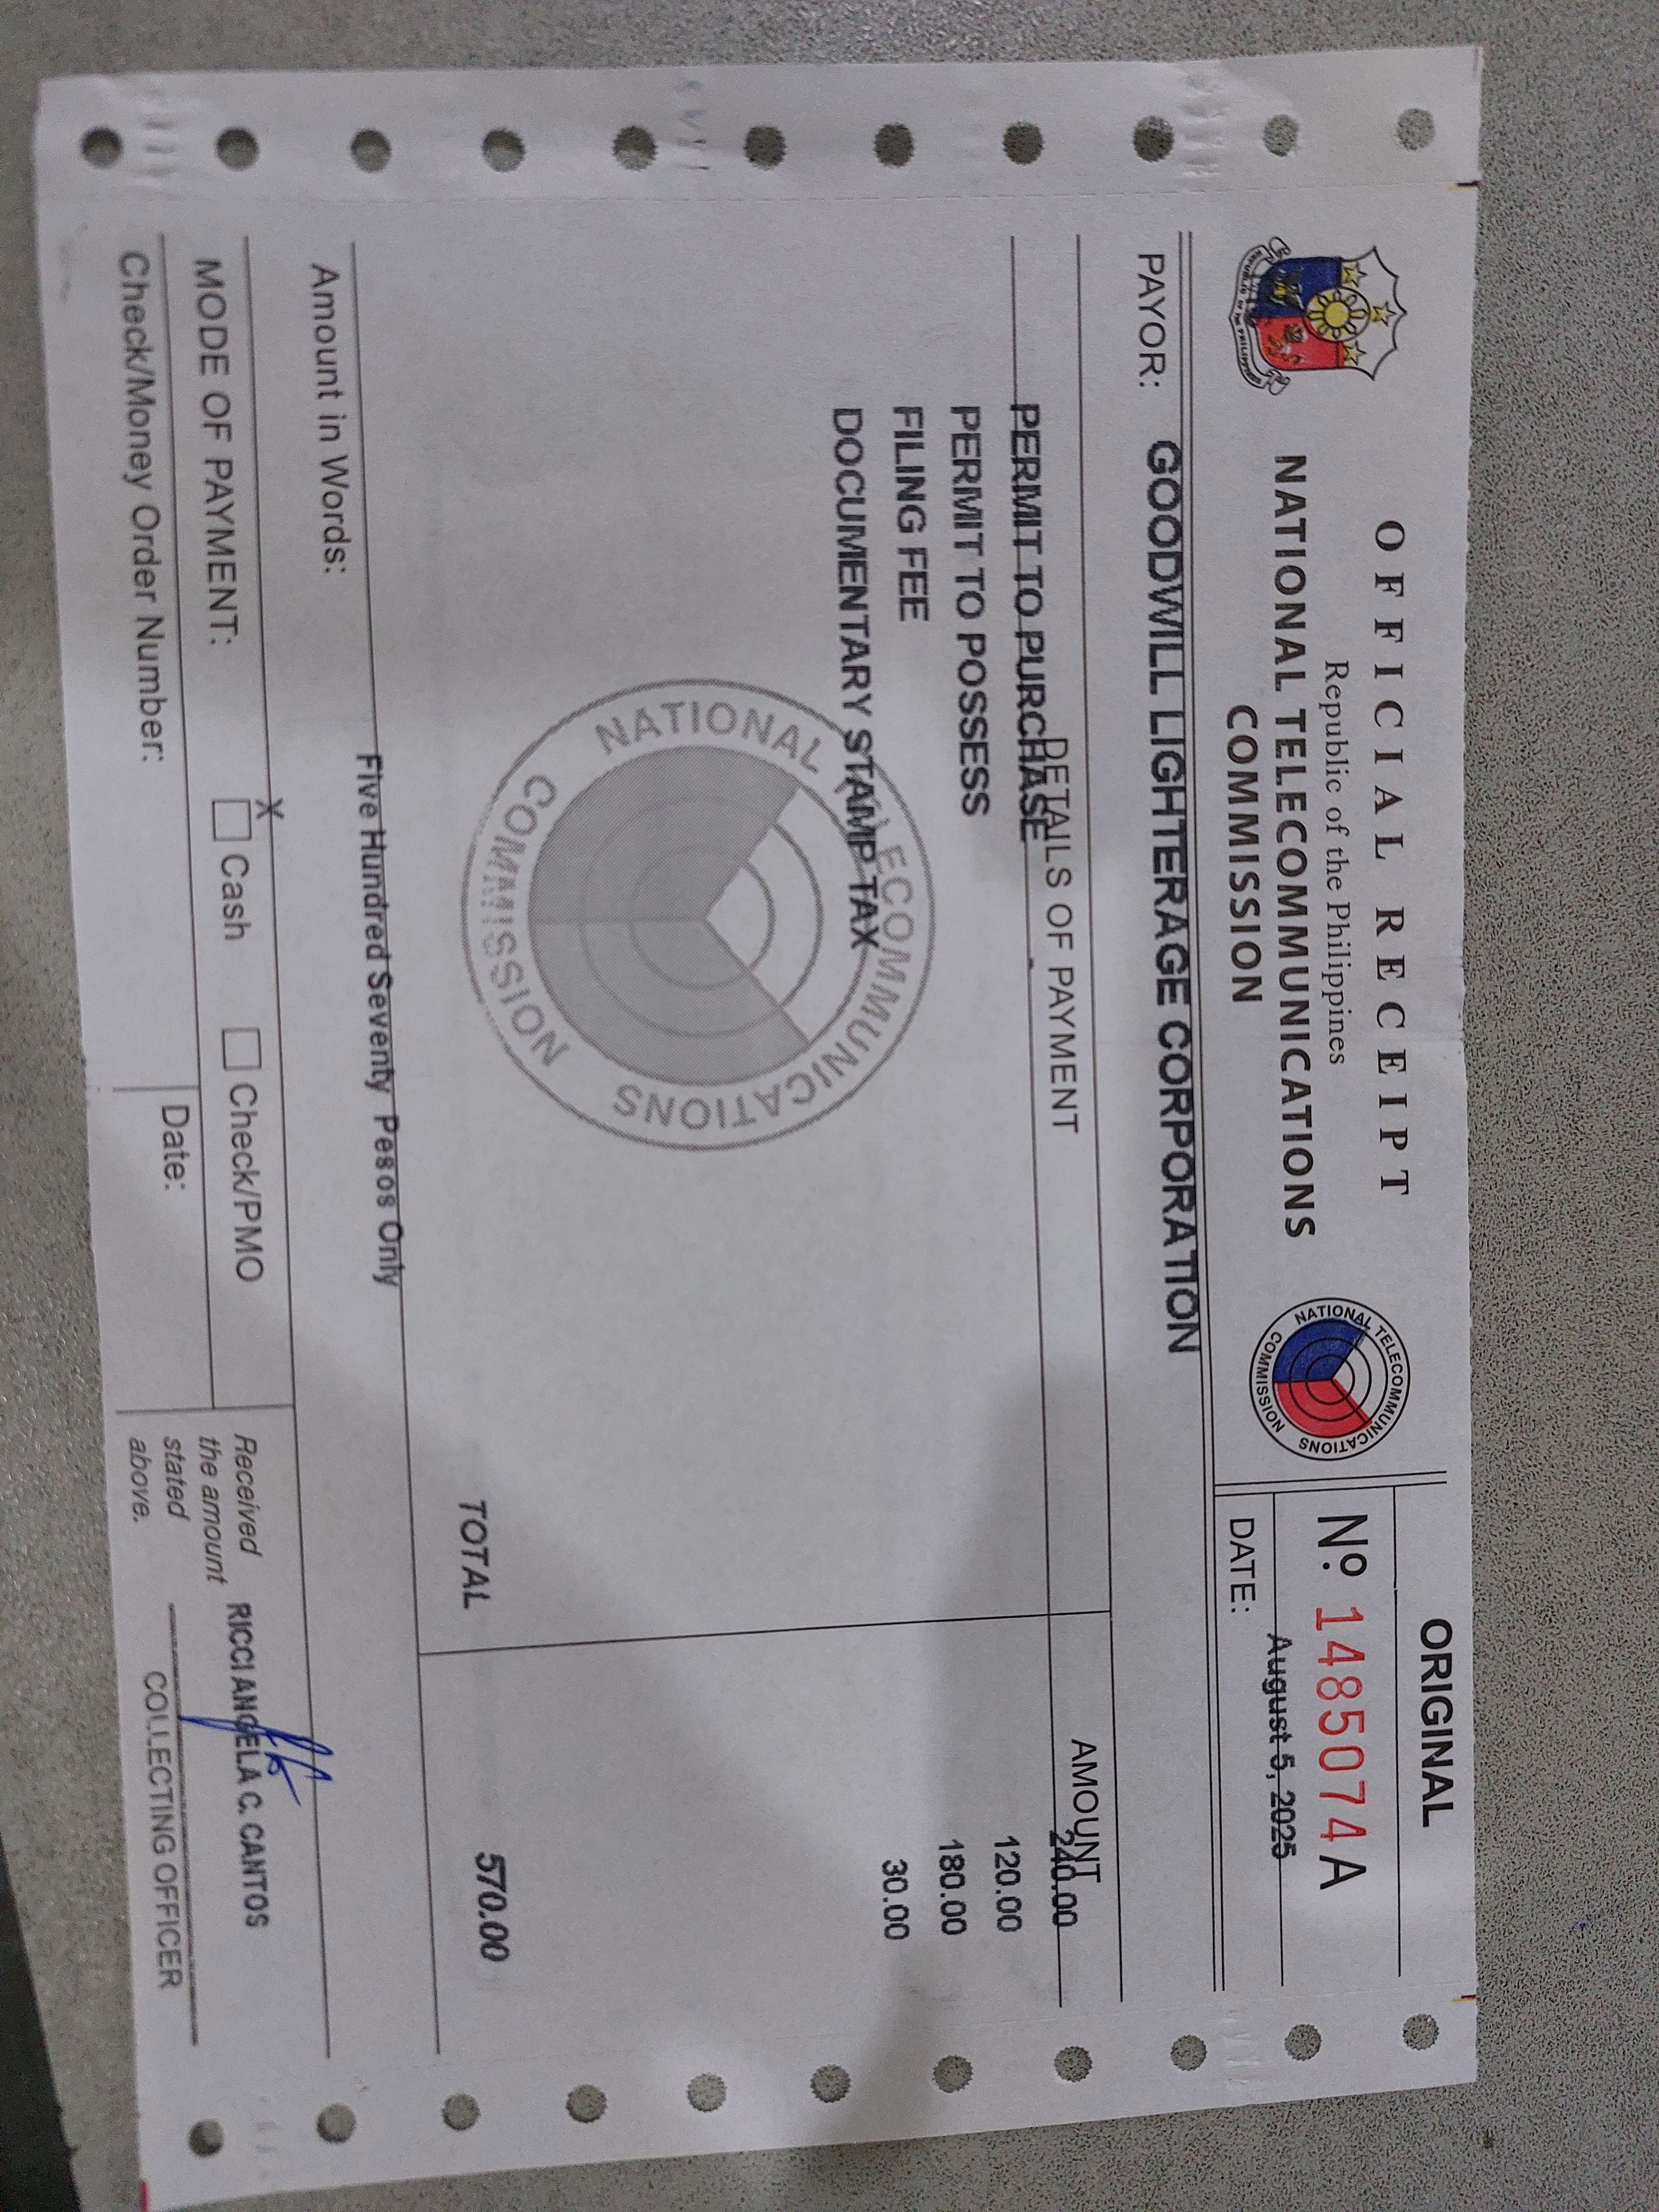 ORIGINAL
OFFICIAL RECEIPT
Republic of the Philippines
NATIONAL TELECOMMUNICATIONS
COMMISSION
REPUBLIC OF THE PHILIPPINES
NATIONAL TELECOMMUNICATIONS COMMISSION
Nº. 1485074 A
DATE: August 5, 2025
PAYOR: GOODWILL LIGHTERAGE CORPORATION
DETAILS OF PAYMENT AMOUNT
PERMIT TO PURCHASE 240.00
PERMIT TO POSSESS 120.00
FILING FEE 180.00
DOCUMENTARY STAMP TAX 30.00
NATIONAL TELECOMMUNICATIONS COMMISSION
TOTAL 570.00
Five Hundred Seventy Pesos Only
Amount in Words:
MODE OF PAYMENT: X Cash Check/PMO
Check/Money Order Number: Date:
Received
the amount
stated
above.
RICCI ANGELA C. CANTOS
COLLECTING OFFICER